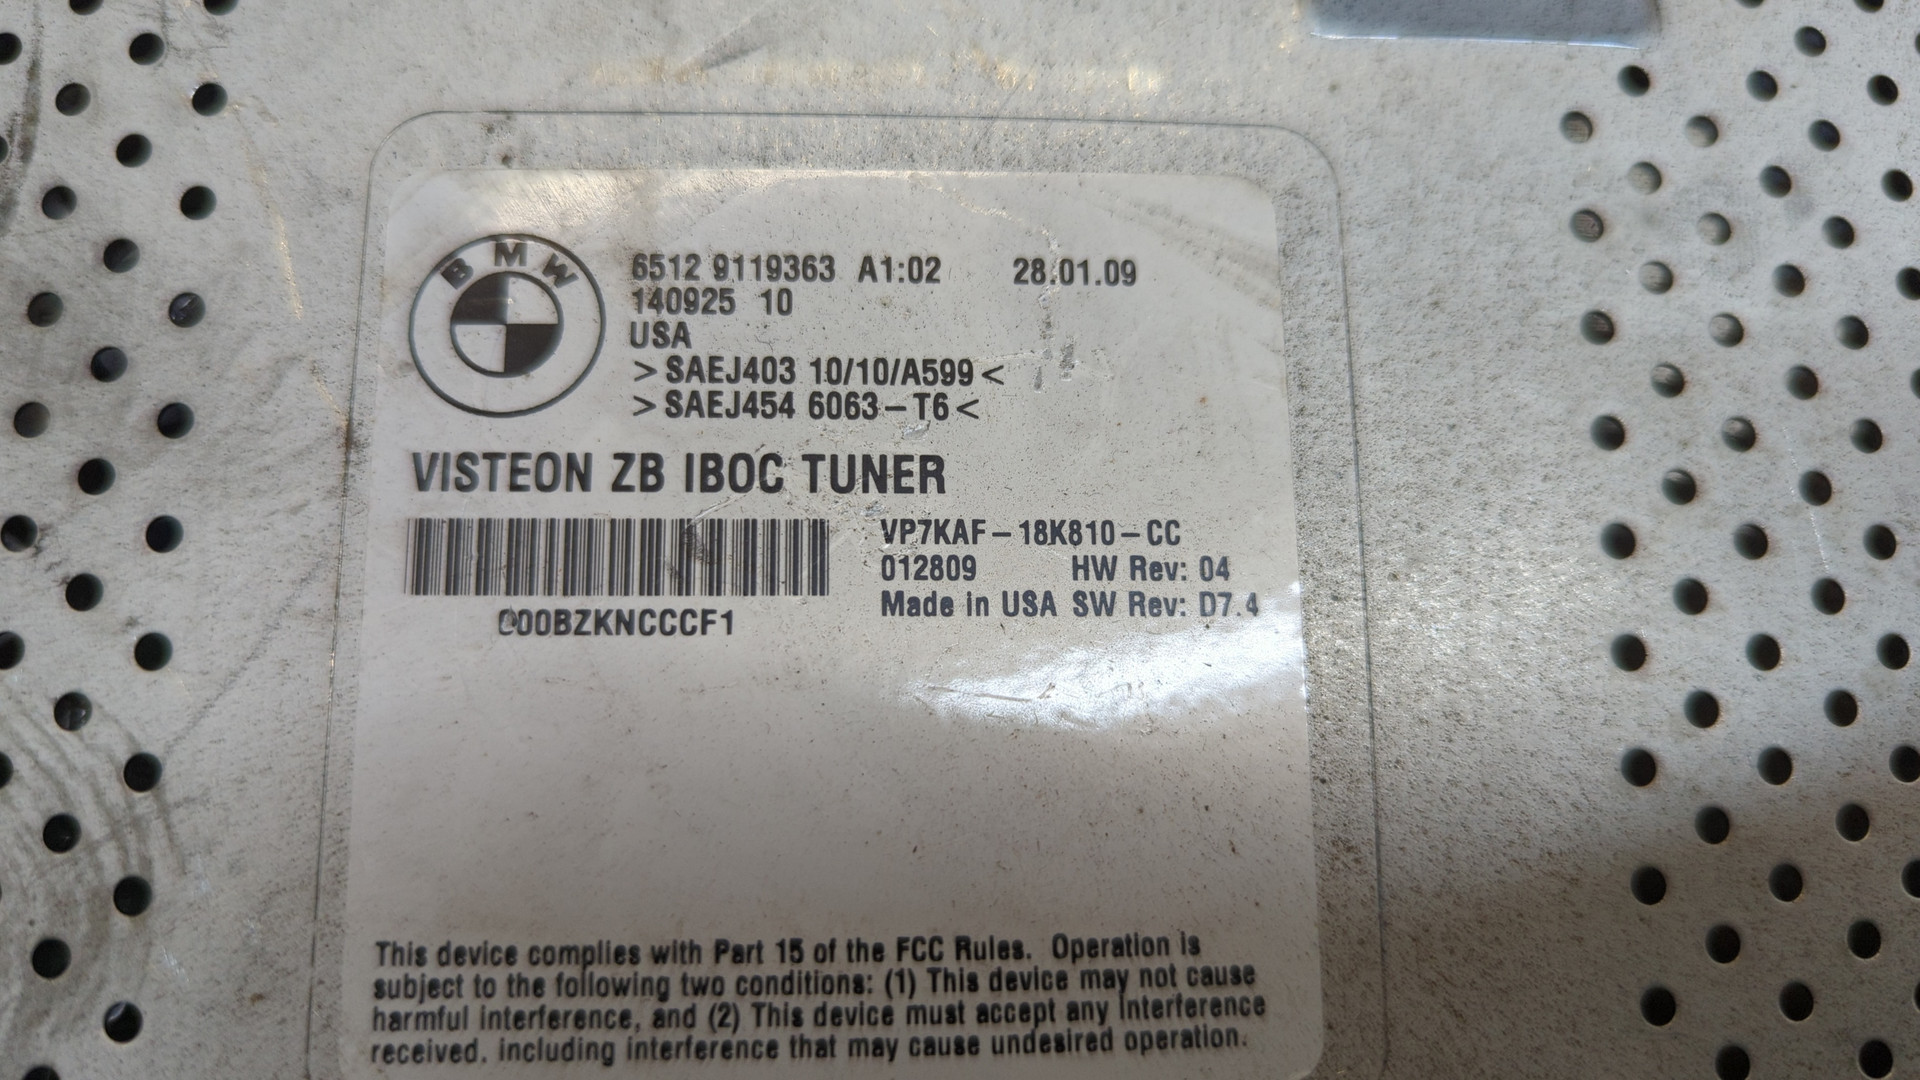 BMW
6512 9119363 A1:02 28.01.09
140925 10
USA
>SAEJ403 10/10/A599<
>SAEJ454 6063-T6<
VISTEON ZB IBOC TUNER
VP7KAF-18K810-CC
012809 HW Rev: 04
Made in USA SW Rev: D7.4
000BZKNCCCF1
This device complies with Part 15 of the FCC Rules. Operation is
subject to the following two conditions: (1) This device may not cause
harmful interference, and (2) This device must accept any interference
received, including interference that may cause undesired operation.